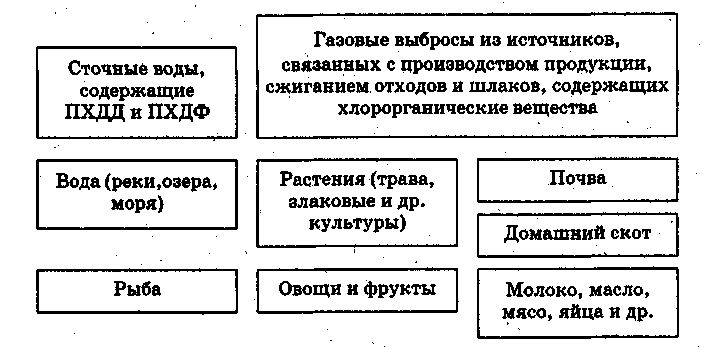 Сточные воды,
содержащие
ПХДД и ПХДФ
Газовые выбросы из источников,
связанных с производством продукции,
сжиганием отходов и шлаков, содержащих
хлорорганические вещества
Вода (реки,озера,
моря)
Растения (трава,
злаковые и др.
культуры)
Почва
Домашний скот
Рыба
Овощи и фрукты
Молоко, масло,
мясо, яйца и др.